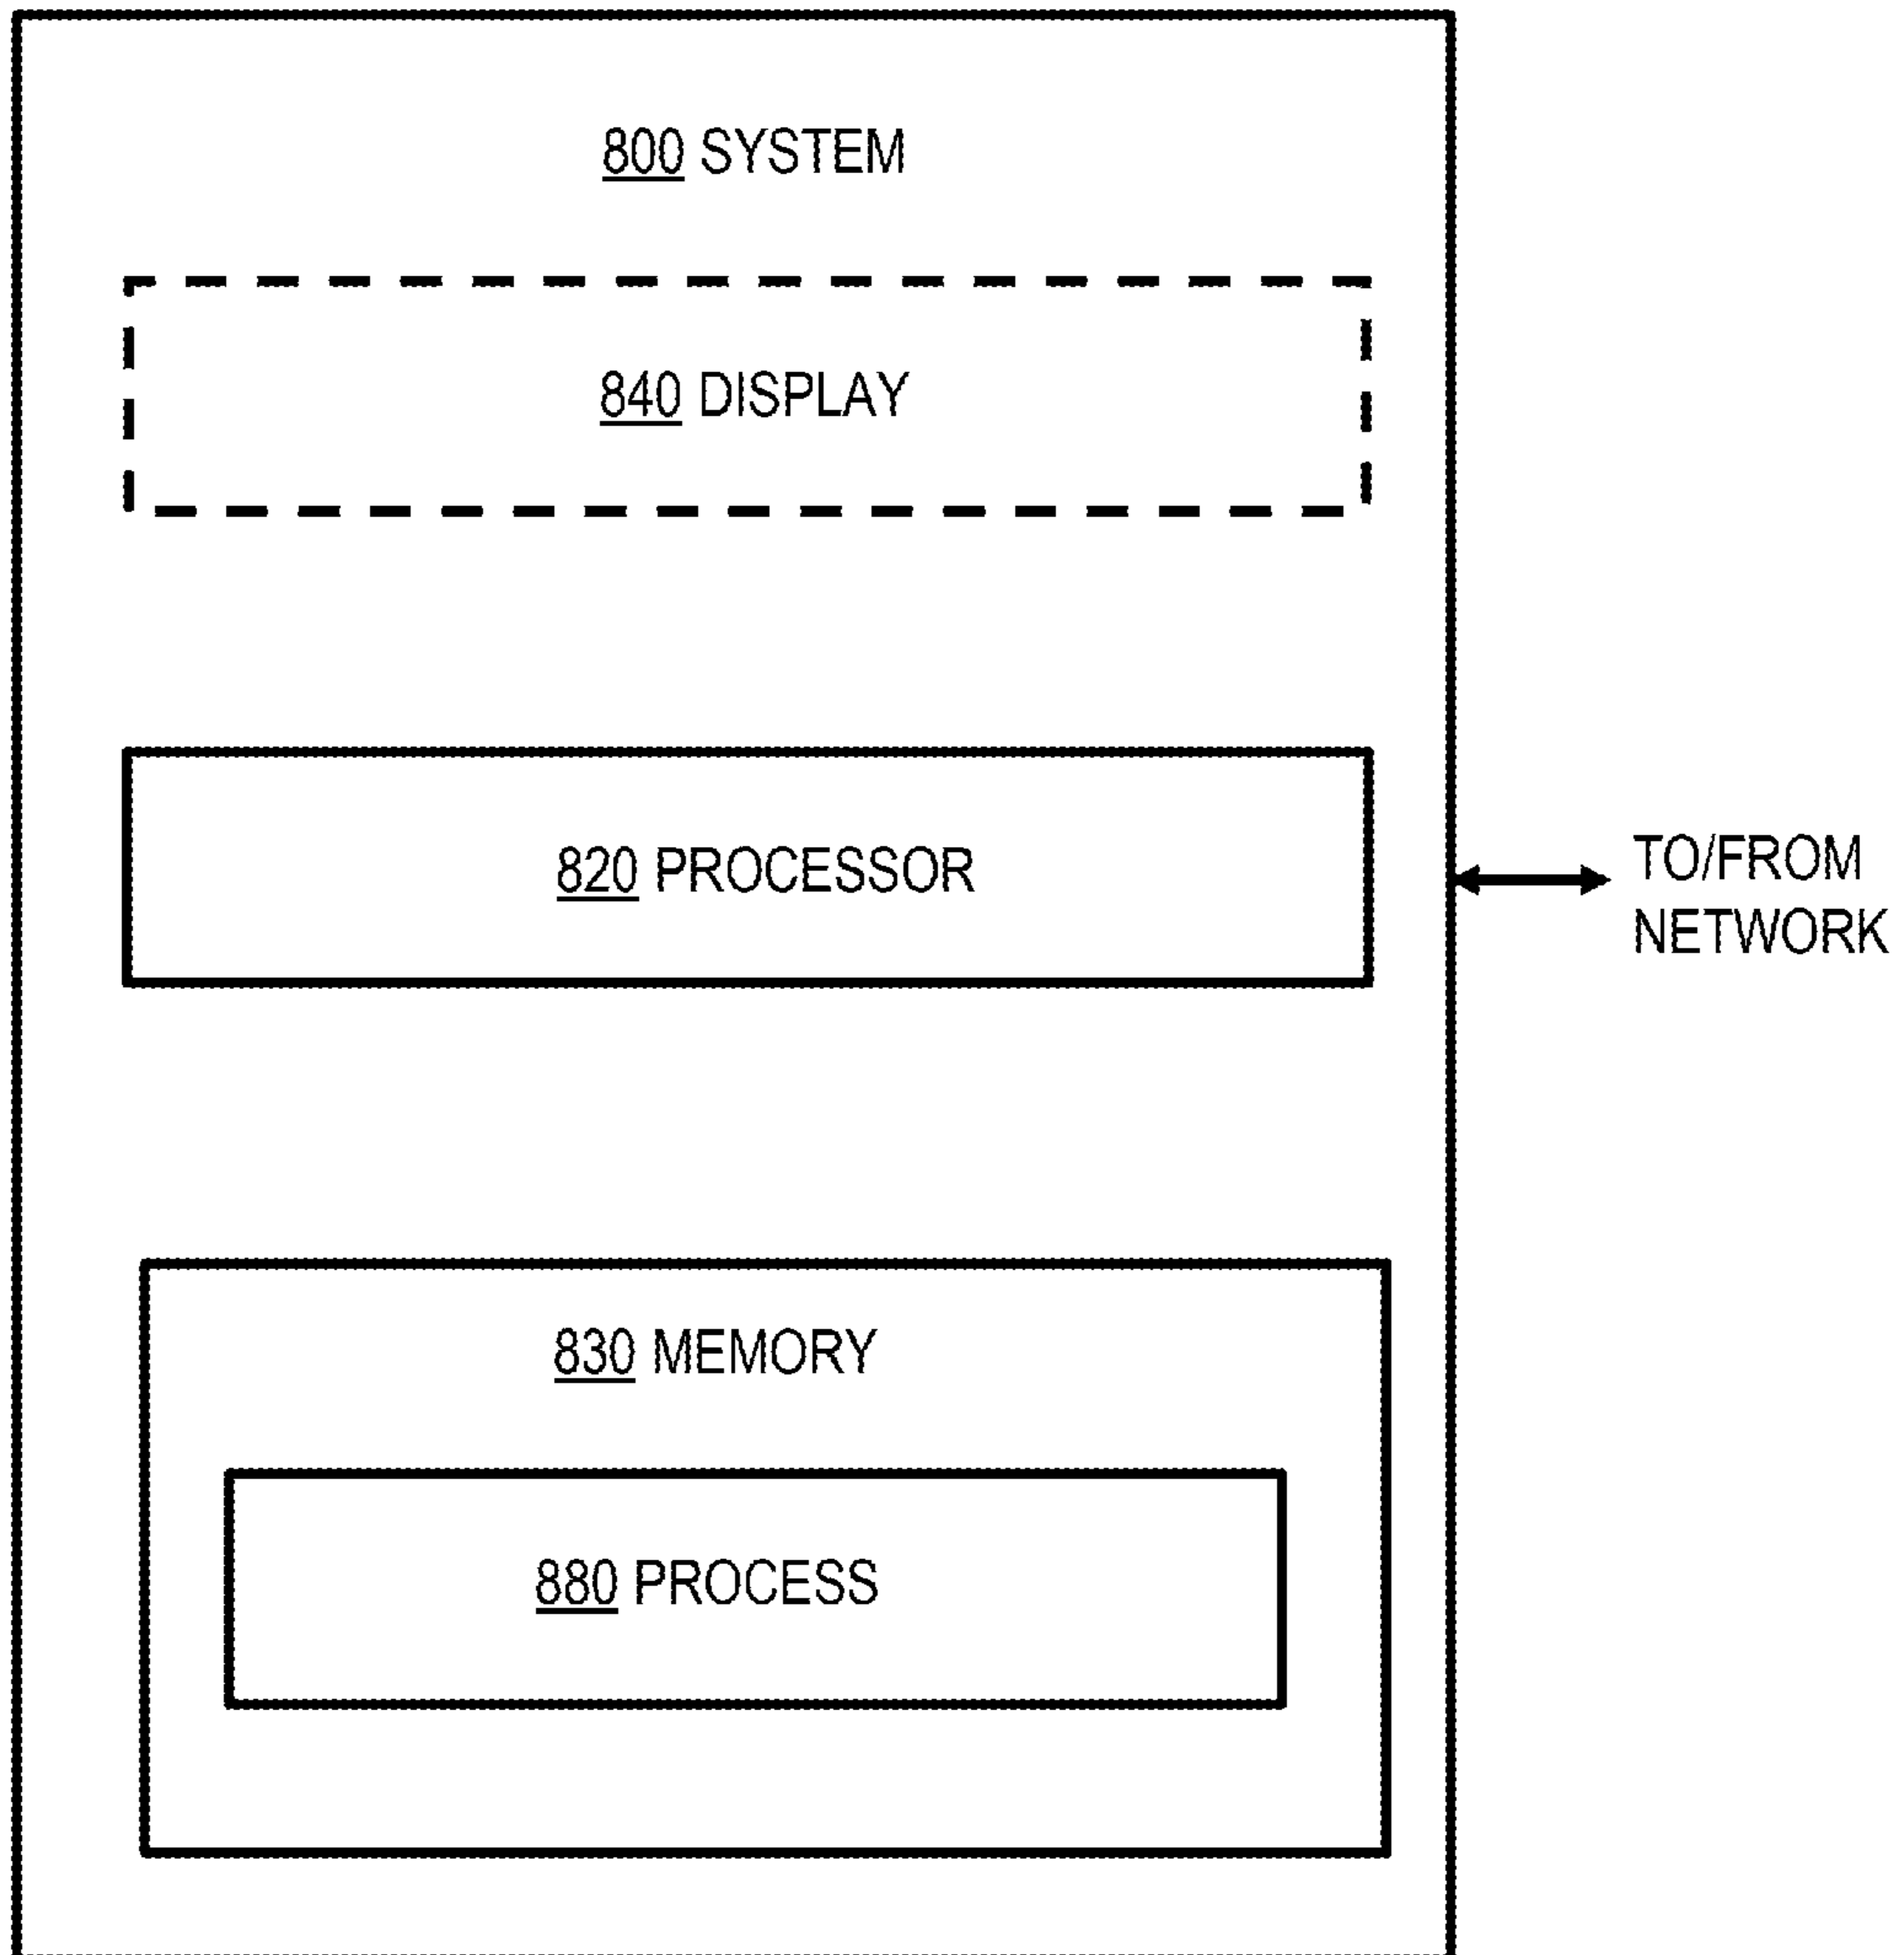 800 SYSTEM
840 DISPLAY
820 PROCESSOR
TO/FROM
NETWORK
830 MEMORY
880 PROCESS